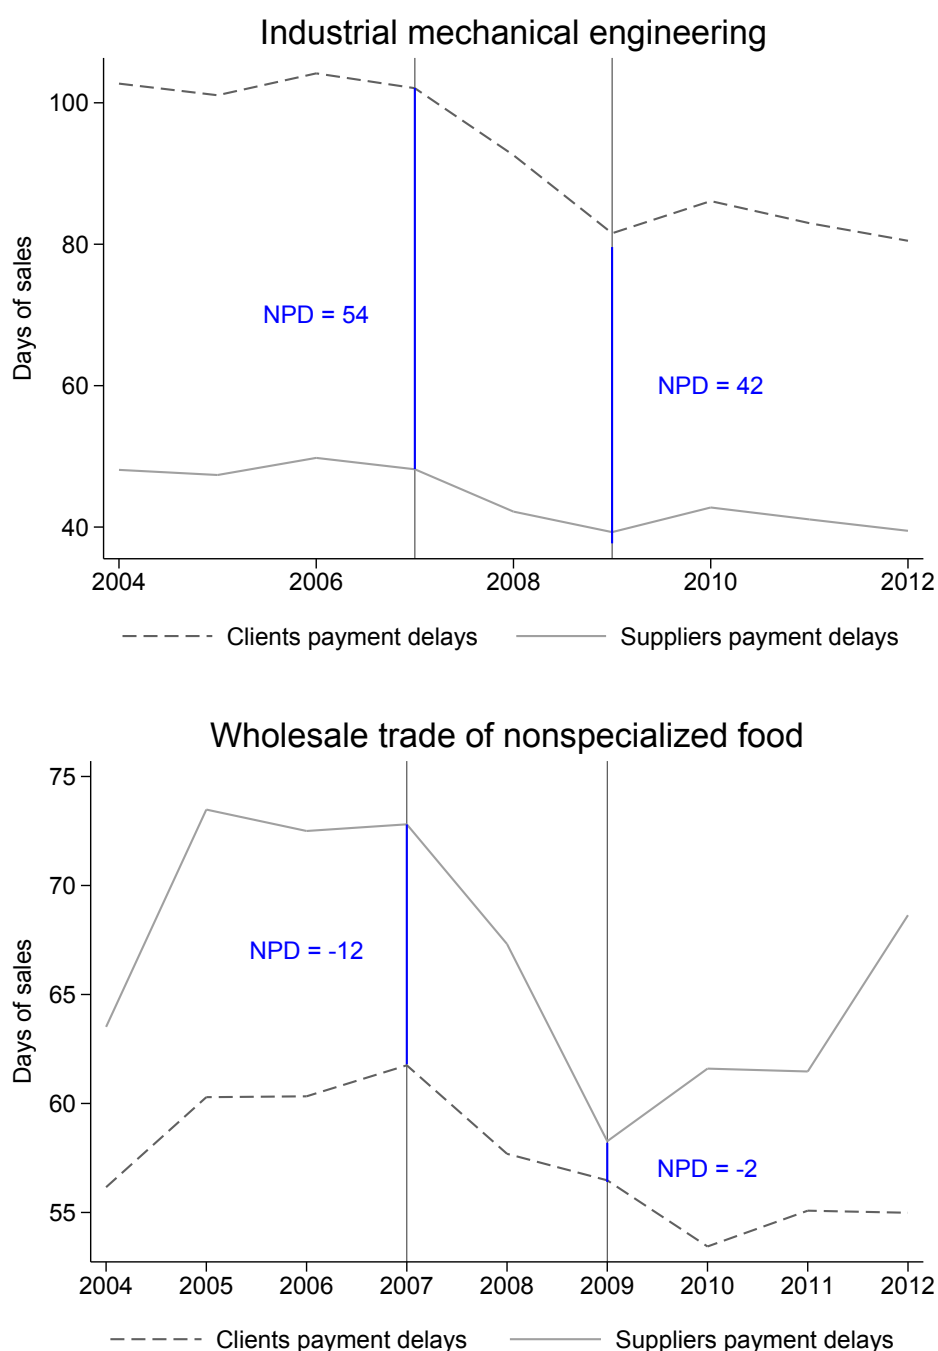 Industrial mechanical engineering
Days of sales
100
80
60
40
NPD = 54
NPD = 42
2004 2006 2008 2010 2012
Clients payment delays Suppliers payment delays
Wholesale trade of nonspecialized food
Days of sales
75
70
65
60
55
NPD = -12
NPD = -2
2004 2005 2006 2007 2008 2009 2010 2011 2012
Clients payment delays Suppliers payment delays